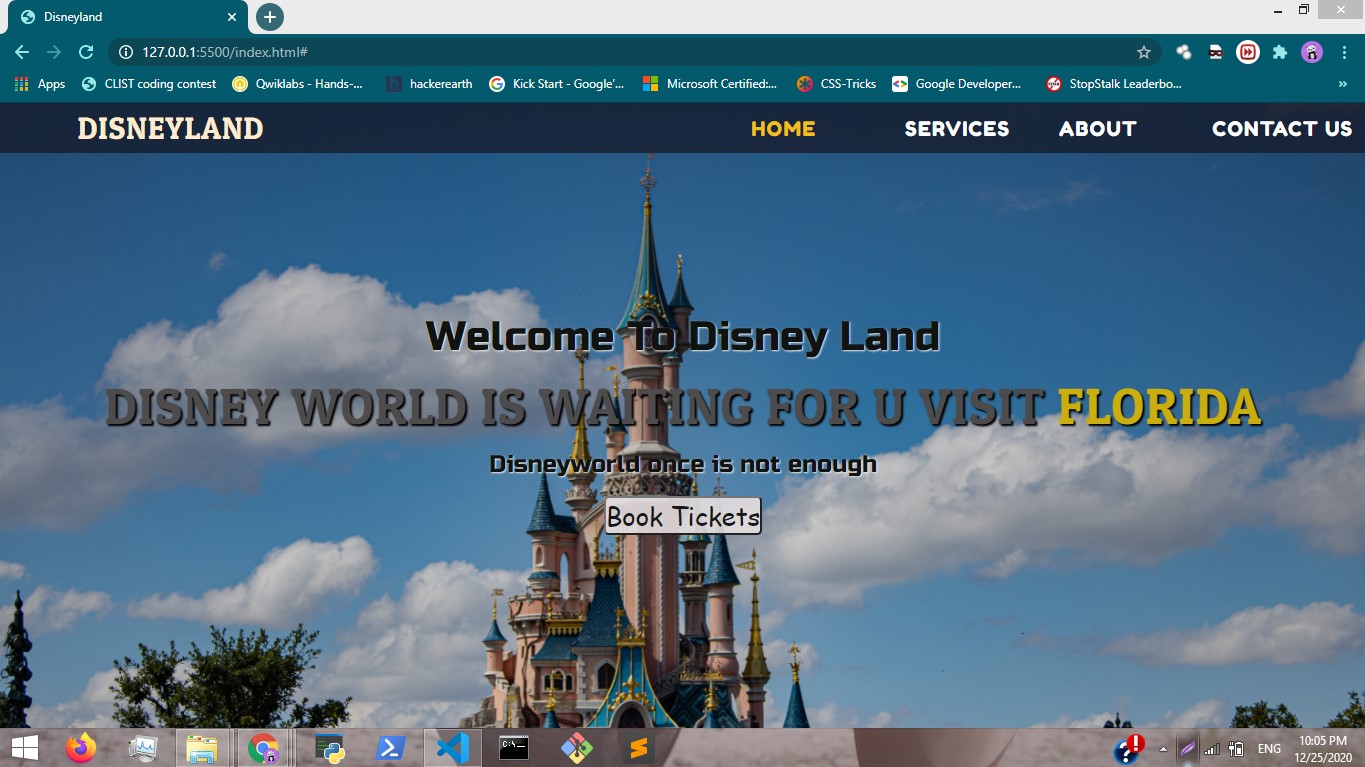 Disneyland
127.0.0.1:5500/index.html#
Apps CLIST coding contest Qwiklabs - Hands-... hackerearth Kick Start - Google'... Microsoft Certified:... CSS-Tricks Google Developer... StopStalk Leaderbo... »
DISNEYLAND HOME SERVICES ABOUT CONTACT US
Welcome To Disney Land
DISNEY WORLD IS WAITING FOR U VISIT FLORIDA
Disneyworld once is not enough
Book Tickets
ENG 10:05 PM
12/25/2020